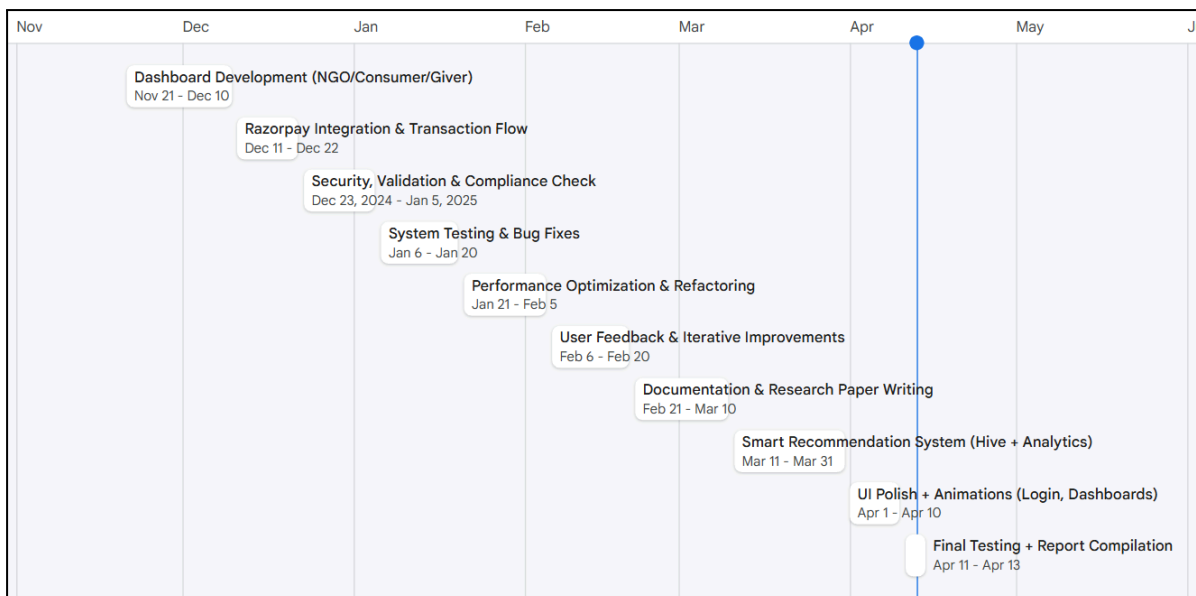 Nov Dec Jan Feb Mar Apr May J
Dashboard Development (NGO/Consumer/Giver)
Nov 21 - Dec 10
Razorpay Integration & Transaction Flow
Dec 11 - Dec 22
Security, Validation & Compliance Check
Dec 23, 2024 - Jan 5, 2025
System Testing & Bug Fixes
Jan 6 - Jan 20
Performance Optimization & Refactoring
Jan 21 - Feb 5
User Feedback & Iterative Improvements
Feb 6 - Feb 20
Documentation & Research Paper Writing
Feb 21 - Mar 10
Smart Recommendation System (Hive + Analytics)
Mar 11 - Mar 31
UI Polish + Animations (Login, Dashboards)
Apr 1 - Apr 10
Final Testing + Report Compilation
Apr 11 - Apr 13